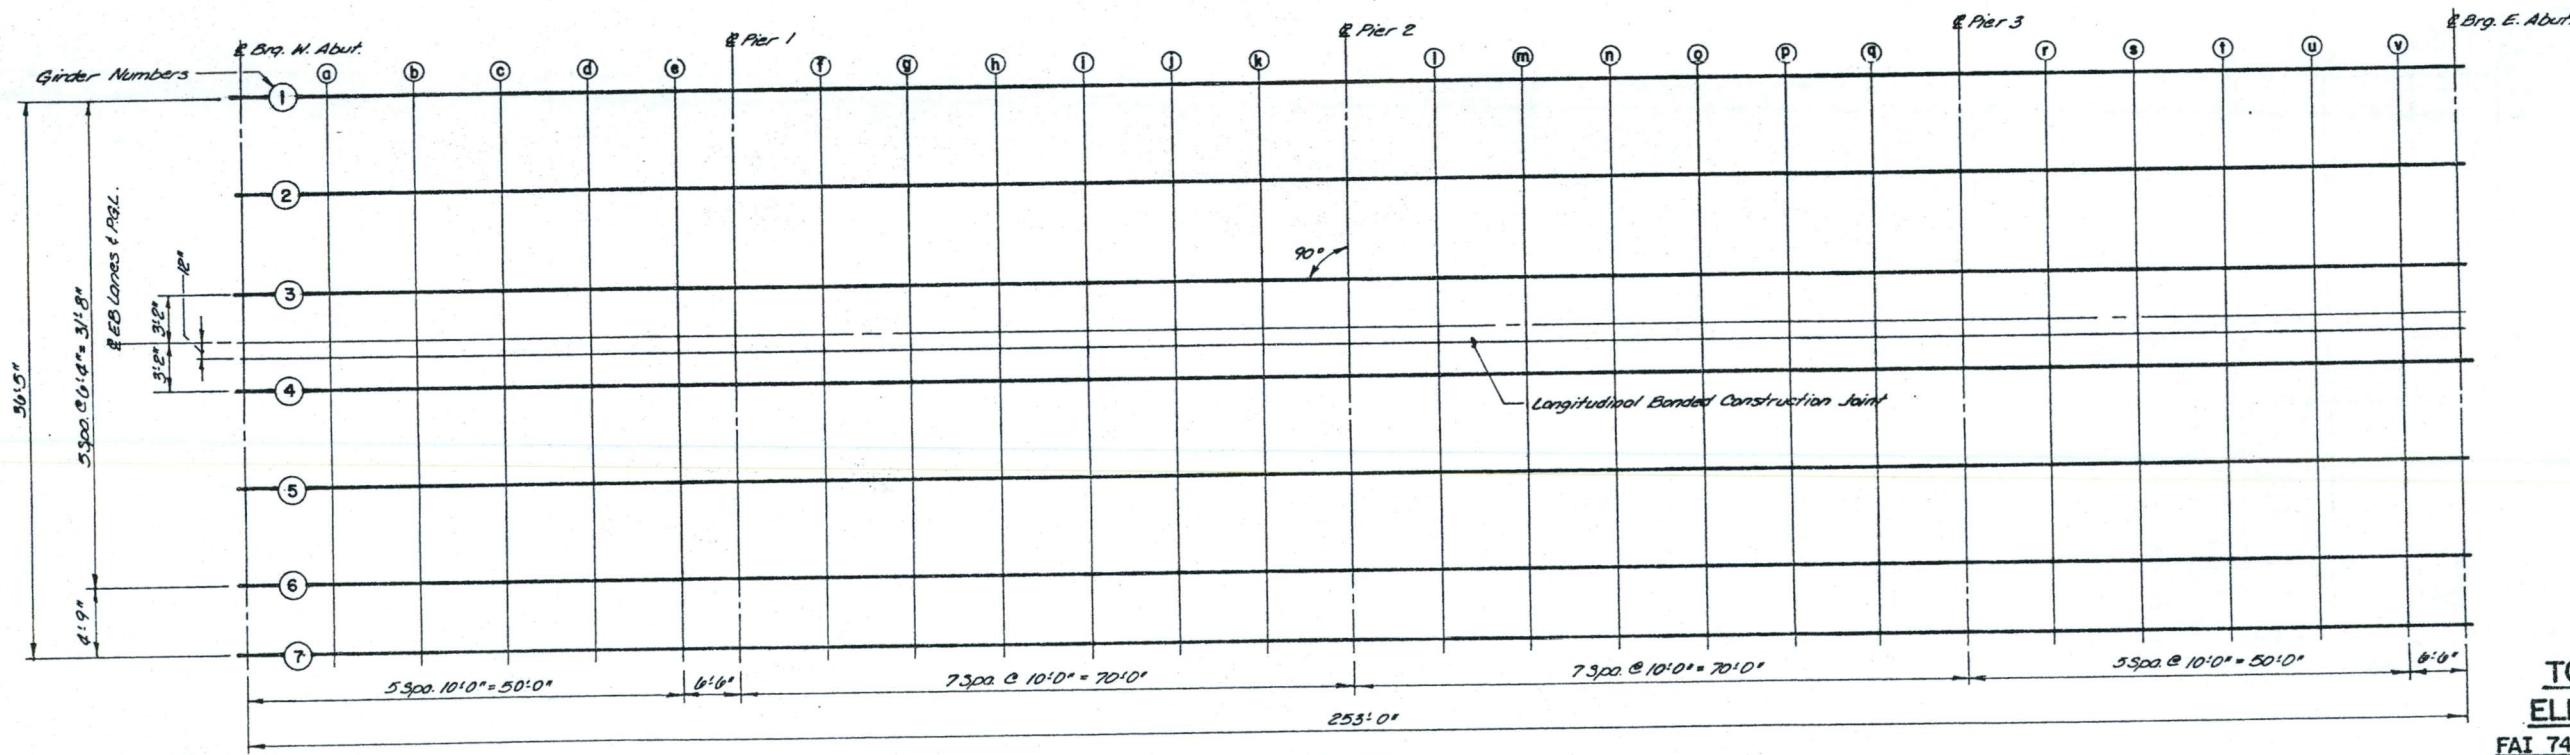 ℄ Brg. W. Abut.
℄ Pier 1
℄ Pier 2
℄ Pier 3
℄ Brg. E. Abut.
Girder Numbers
a b c d e f g h i j k l m n o p q r s t u v
1
2
3
4
5
6
7
36'-5"
5 Spa. @ 6'-4" = 31'-8"
4'-9"
℄ EB Lanes & P.G.L.
12"
3'-2"
3'-2"
90°
Longitudinal Bonded Construction Joint
5 Spa. 10'-0" = 50'-0"
6'-6"
7 Spa. @ 10'-0" = 70'-0"
7 Spa. @ 10'-0" = 70'-0"
5 Spa. @ 10'-0" = 50'-0"
6'-6"
253'-0"
FAI 74